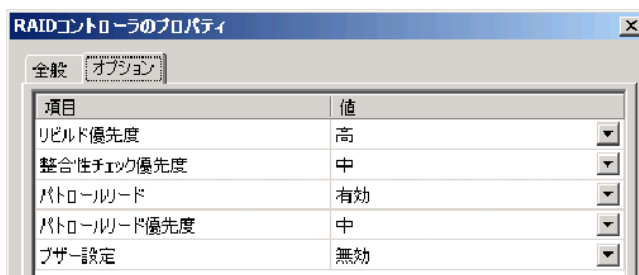 RAIDコントローラのプロパティ
全般 オプション
項目 値
リビルド優先度 高
整合性チェック優先度 中
パトロールリード 有効
パトロールリード優先度 中
ブザー設定 無効